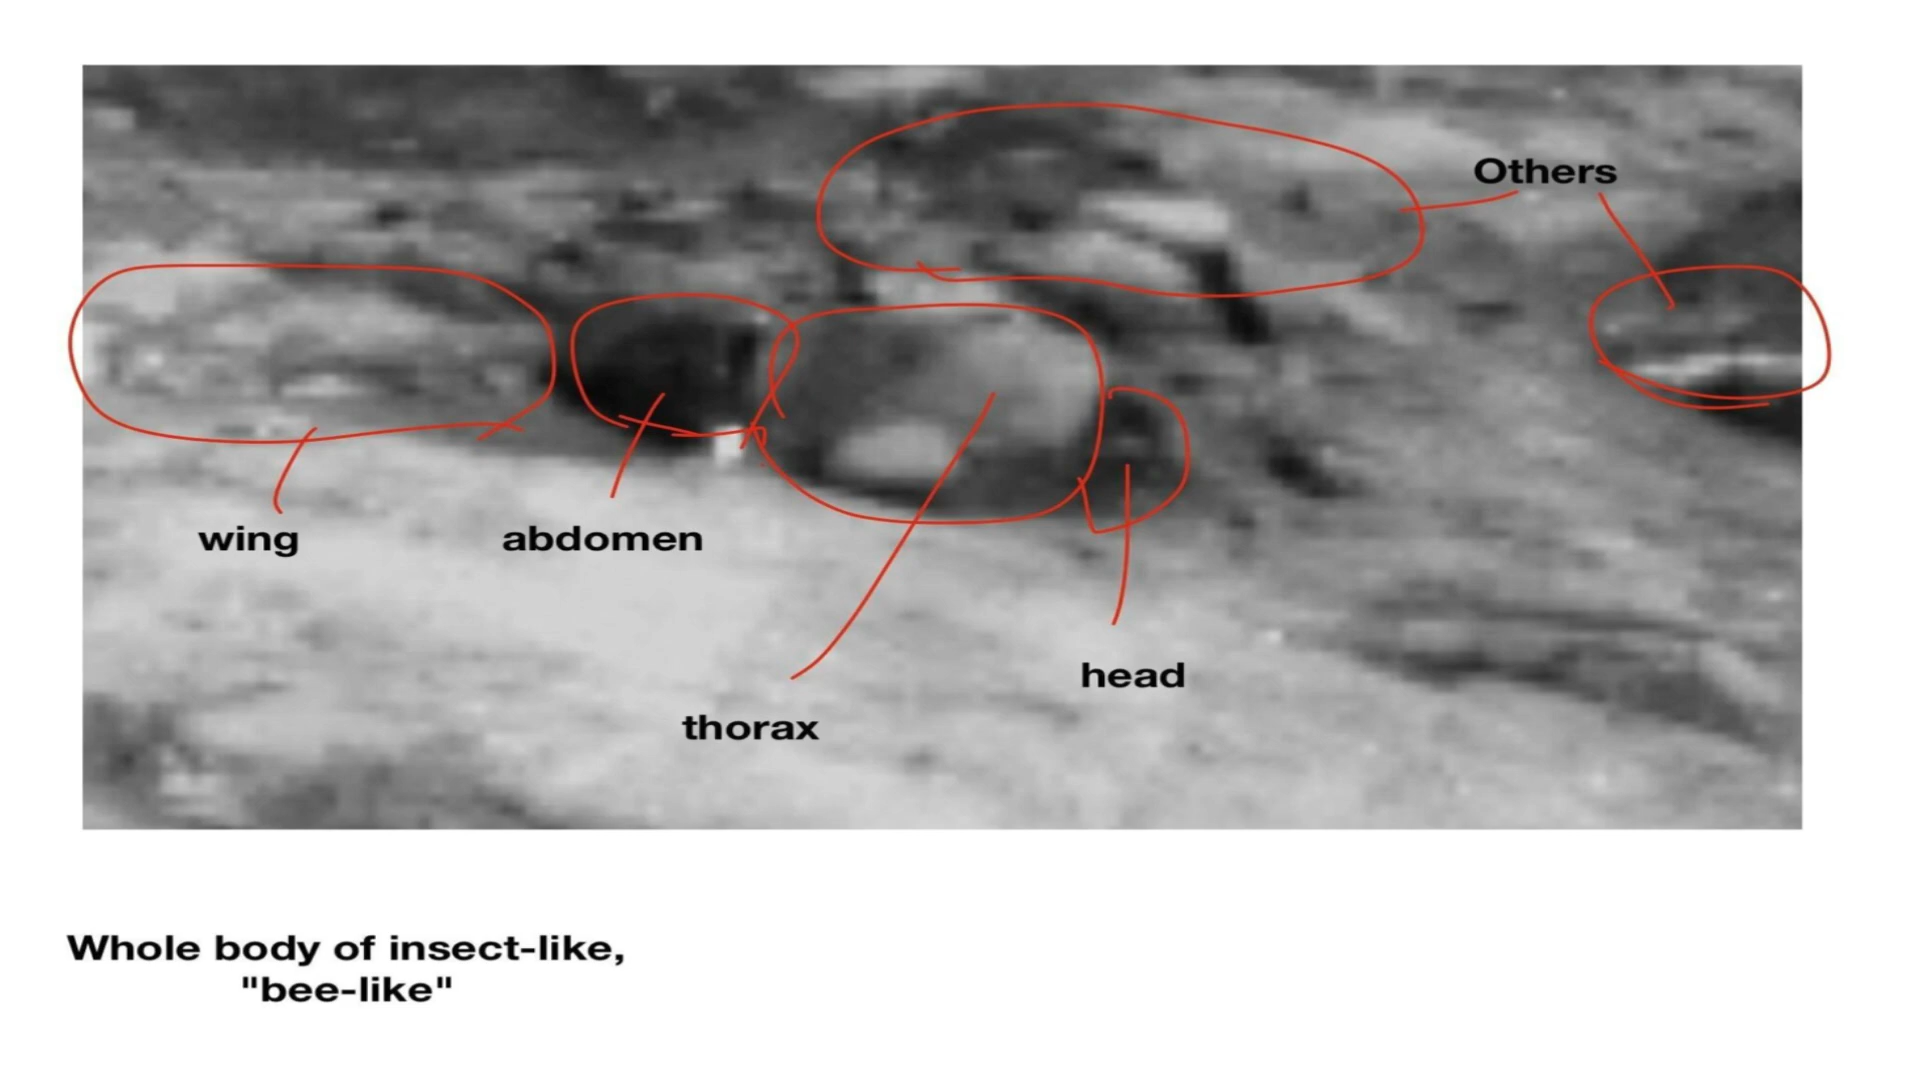 Others
wing
abdomen
head
thorax
Whole body of insect-like,
"bee-like"